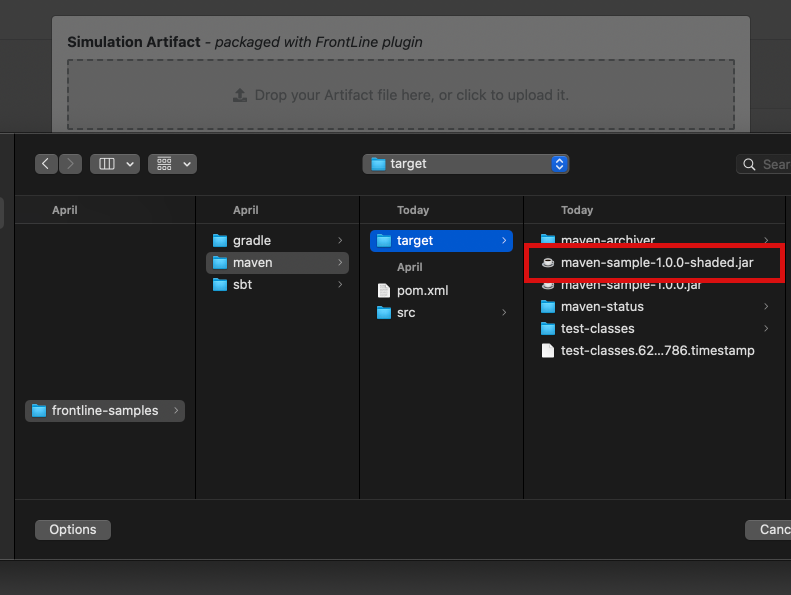 Simulation Artifact - packaged with FrontLine plugin
Drop your Artifact file here, or click to upload it.
target
Sear
April
April
Today
Today
gradle
target
maven-archiver
maven
April
maven-sample-1.0.0-shaded.jar
sbt
pom.xml
maven-sample-1.0.0.jar
src
maven-status
test-classes
test-classes.62...786.timestamp
frontline-samples
Options
Canc